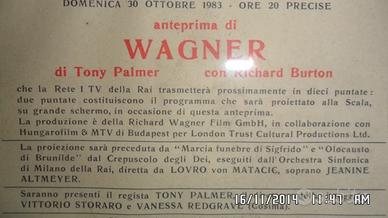 DOMENICA 30 OTTOBRE 1983 - ORE 20 PRECISE
anteprima di
WAGNER
di Tony Palmer con Richard Burton
che la Rete 1 TV della Rai trasmetterà prossimamente in dieci puntate:
due puntate costituiscono il programma che sarà proiettato alla Scala,
su grande schermo, in occasione di questa anteprima.
La produzione è della Richard Wagner Film GmbH, in collaborazione con
Hungarofilm & MTV di Budapest per London Trust Cultural Productions Ltd.
La proiezione sarà preceduta da "Marcia funebre di Sigfrido" e "Olocausto
di Brunilde" dal Crepuscolo degli Dei, eseguiti dall'Orchestra Sinfonica
di Milano della Rai, diretta da LOVRO von MATACIC, soprano JEANINE
ALTMEYER.
Saranno presenti il regista TONY PALMER
VITTORIO STORARO e VANESSA REDGRAVE (Cosima).
16/11/2014 11:47 AM